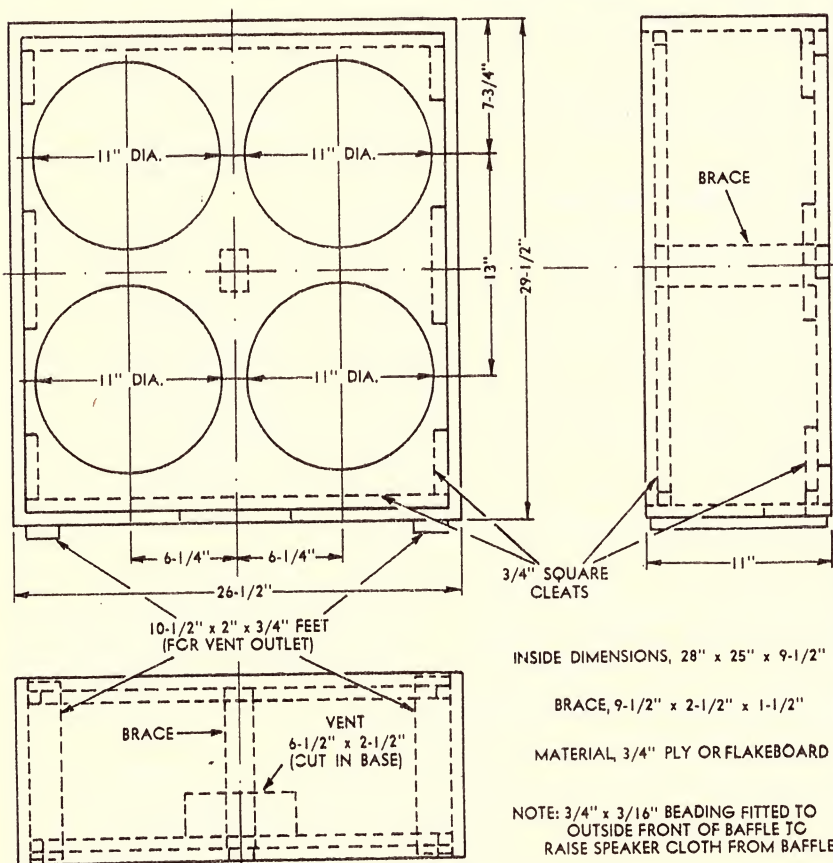 11" DIA.
11" DIA.
7-3/4"
13"
29-1/2"
11" DIA.
11" DIA.
6-1/4"
6-1/4"
26-1/2"
BRACE
3/4" SQUARE
CLEATS
11"
10-1/2" x 2" x 3/4" FEET
(FOR VENT OUTLET)
BRACE
VENT
6-1/2" x 2-1/2"
(CUT IN BASE)
INSIDE DIMENSIONS, 28" x 25" x 9-1/2"
BRACE, 9-1/2" x 2-1/2" x 1-1/2"
MATERIAL, 3/4" PLY OR FLAKEBOARD
NOTE: 3/4" x 3/16" BEADING FITTED TO
OUTSIDE FRONT OF BAFFLE TO
RAISE SPEAKER CLOTH FROM BAFFLE